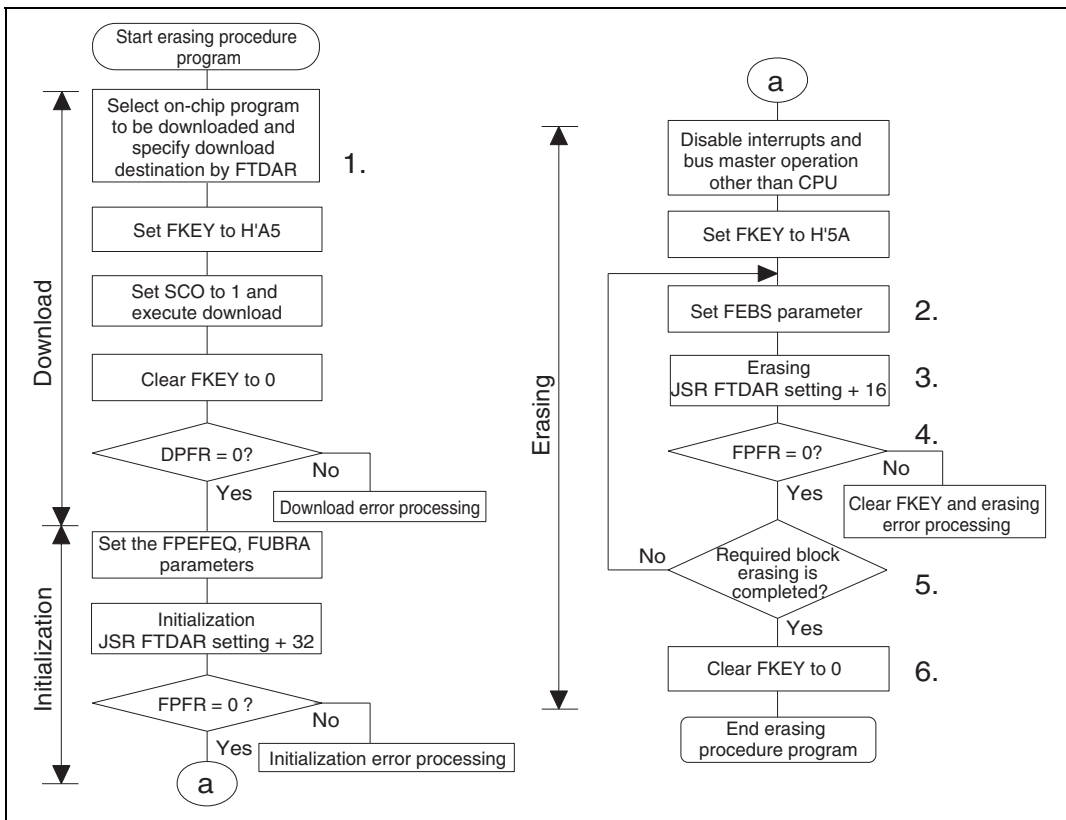 Start erasing procedure
program
Select on-chip program
to be downloaded and
specify download
destination by FTDAR
1.
Set FKEY to H'A5
Set SCO to 1 and
execute download
Clear FKEY to 0
DPFR = 0?
No
Yes
Download error processing
Set the FPEFEQ, FUBRA
parameters
Initialization
JSR FTDAR setting + 32
FPFR = 0 ?
No
Yes
Initialization error processing
a
Download
Initialization
a
Disable interrupts and
bus master operation
other than CPU
Set FKEY to H'5A
Set FEBS parameter
2.
Erasing
JSR FTDAR setting + 16
3.
4.
FPFR = 0?
No
Yes
Clear FKEY and erasing
error processing
No
Required block
erasing is
completed?
5.
Yes
Clear FKEY to 0
6.
End erasing
procedure program
Erasing